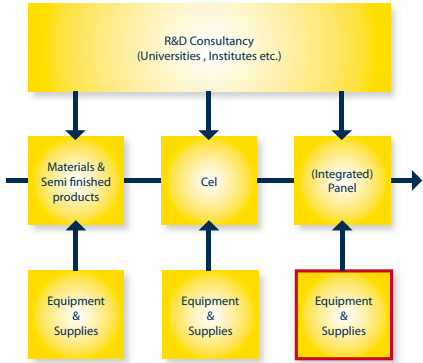 R&D Consultancy
(Universities , Institutes etc.)
Materials &
Semi finished
products
Cel
(Integrated)
Panel
Equipment
&
Supplies
Equipment
&
Supplies
Equipment
&
Supplies